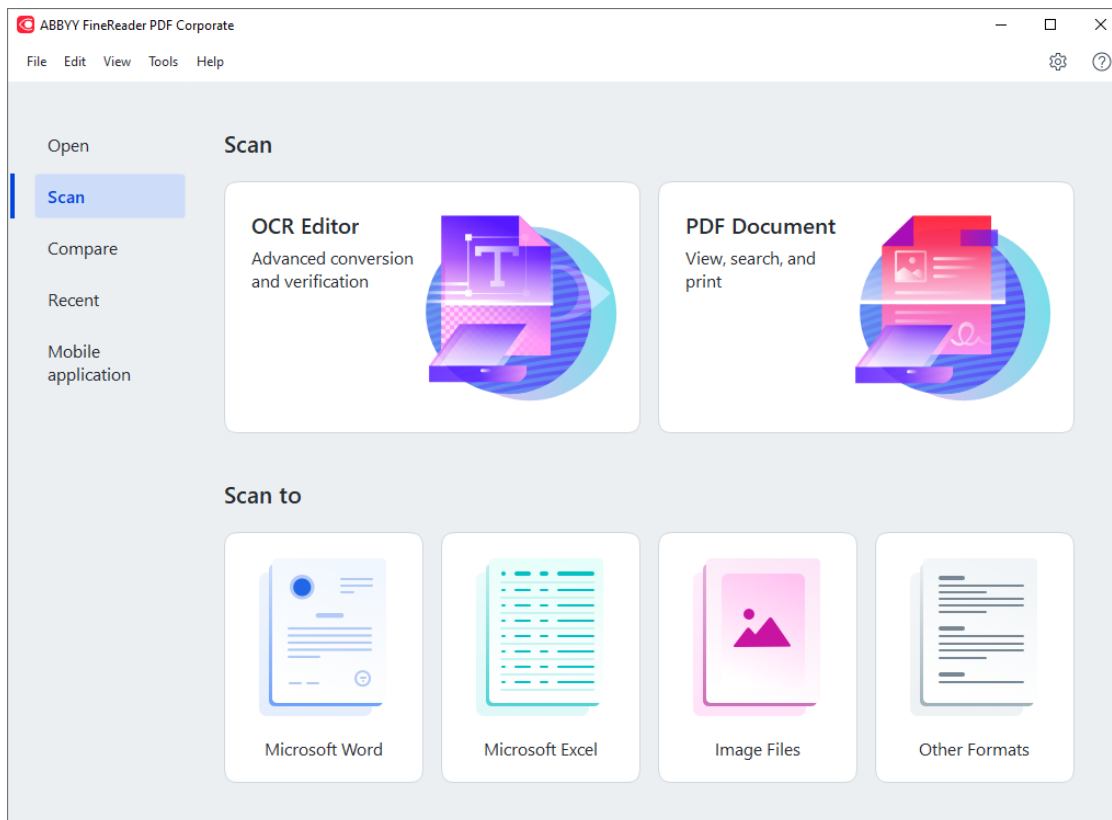 ABBYY FineReader PDF Corporate
File Edit View Tools Help
Open
Scan
Compare
Recent
Mobile
application
Scan
OCR Editor
Advanced conversion
and verification
T
PDF Document
View, search, and
print
Scan to
Microsoft Word
Microsoft Excel
Image Files
Other Formats